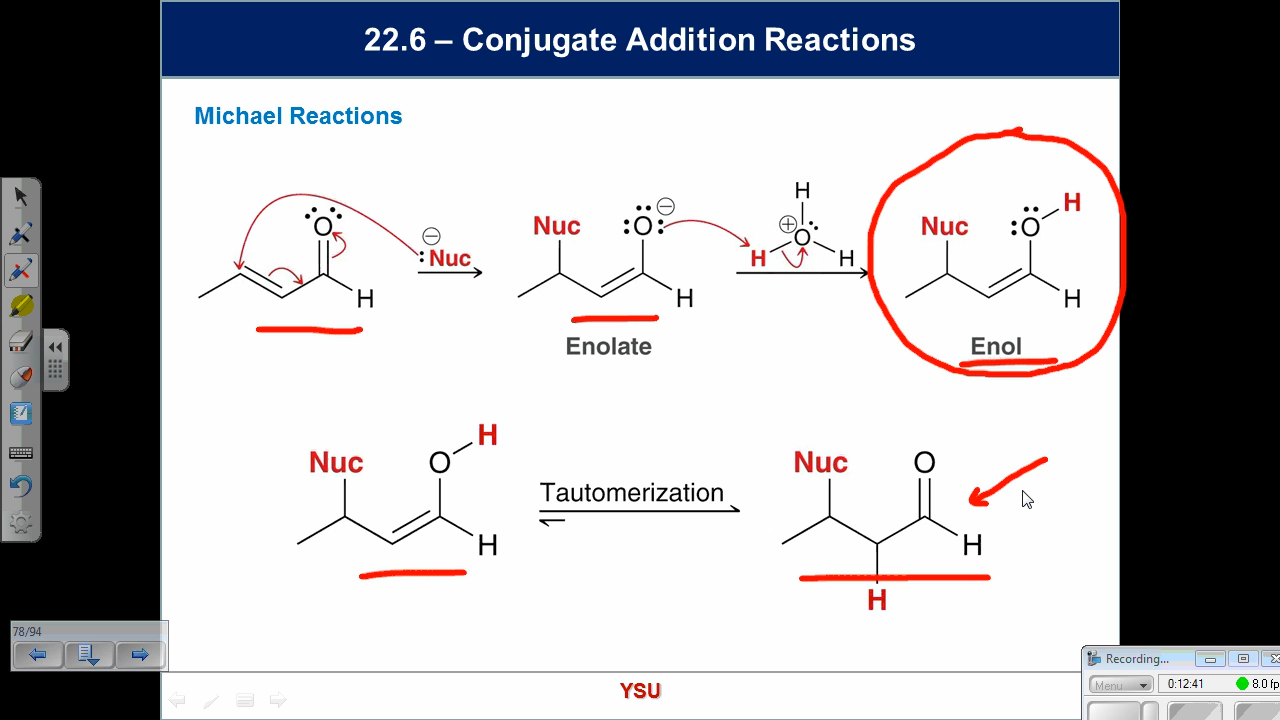 22.6 – Conjugate Addition Reactions
Michael Reactions
O
H
⊖
:Nuc
Nuc
:O:
⊖
H
Enolate
H
⊕
O
H
H
Nuc
:O
H
H
Enol
Nuc
O
H
H
Tautomerization
Nuc
O
H
H
78/94
YSU
Recording...
Menu
0:12:41
8.0 fp